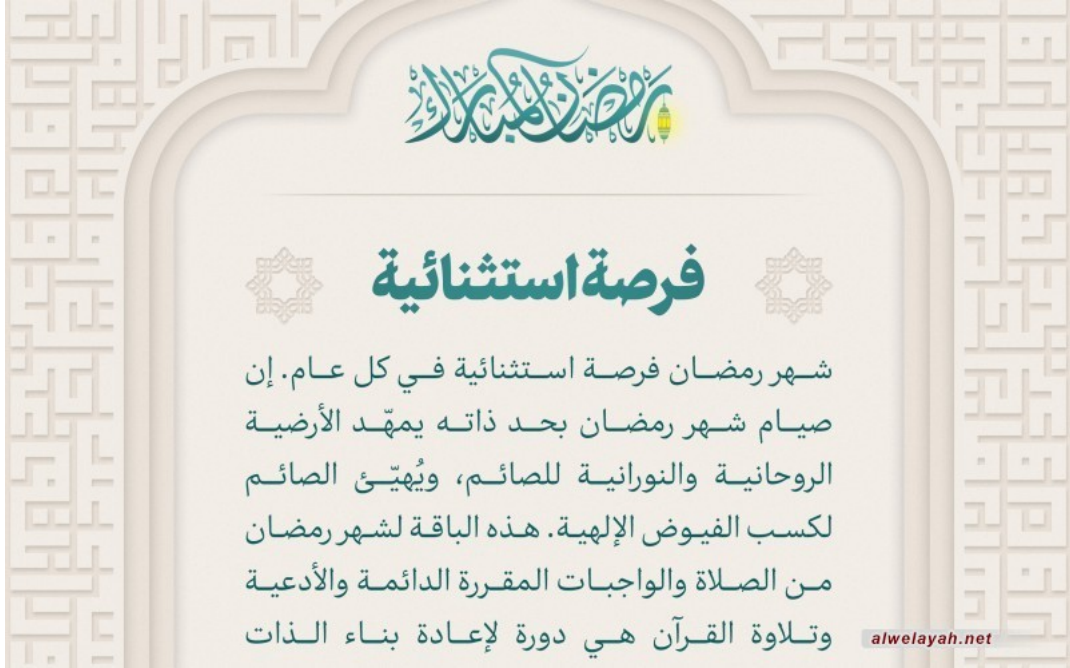 رمضان المبارك
فرصة استثنائية
شهر رمضان فرصة استثنائية في كل عام. إن
صيام شهر رمضان بحد ذاته يمهّد الأرضية
الروحانية والنورانية للصائم، ويُهيّئ الصائم
لكسب الفيوض الإلهية. هذه الباقة لشهر رمضان
من الصلاة والواجبات المقررة الدائمة والأدعية
وتلاوة القرآن هي دورة لإعادة بناء الذات
alwelayah.net